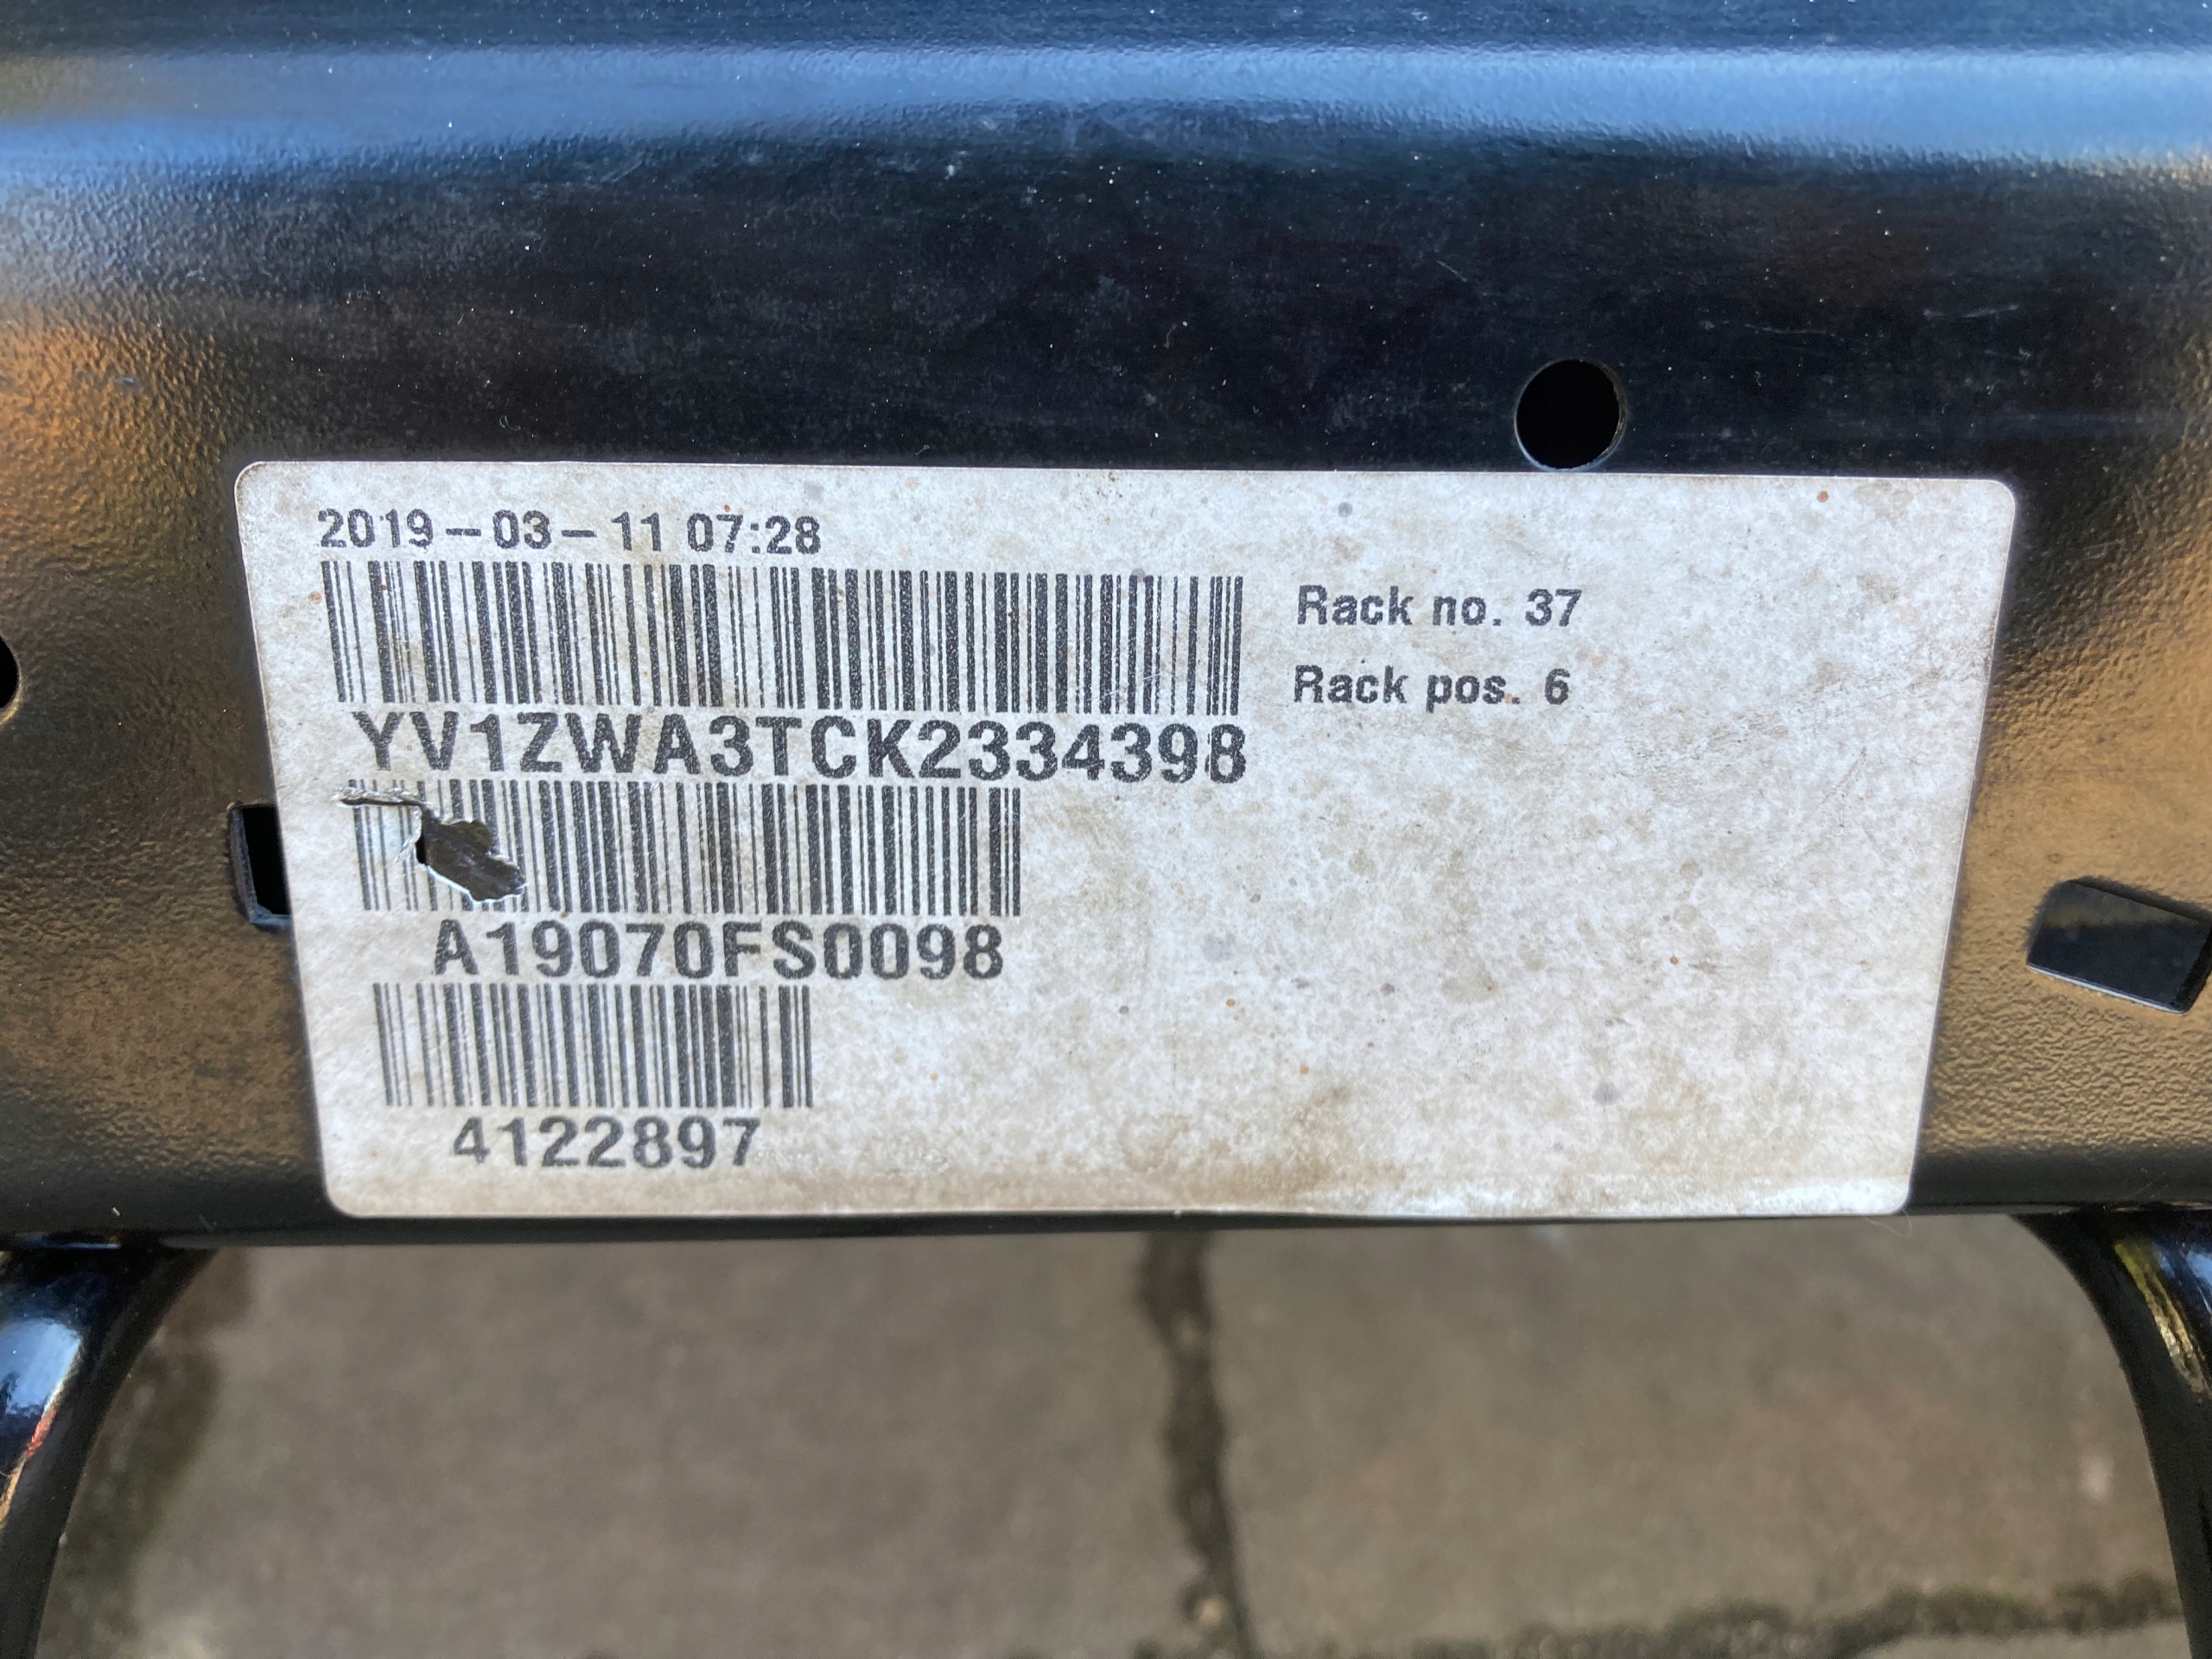 2019-03-11 07:28
Rack no. 37
Rack pos. 6
YV1ZWA3TCK2334398
A19070FS0098
4122897